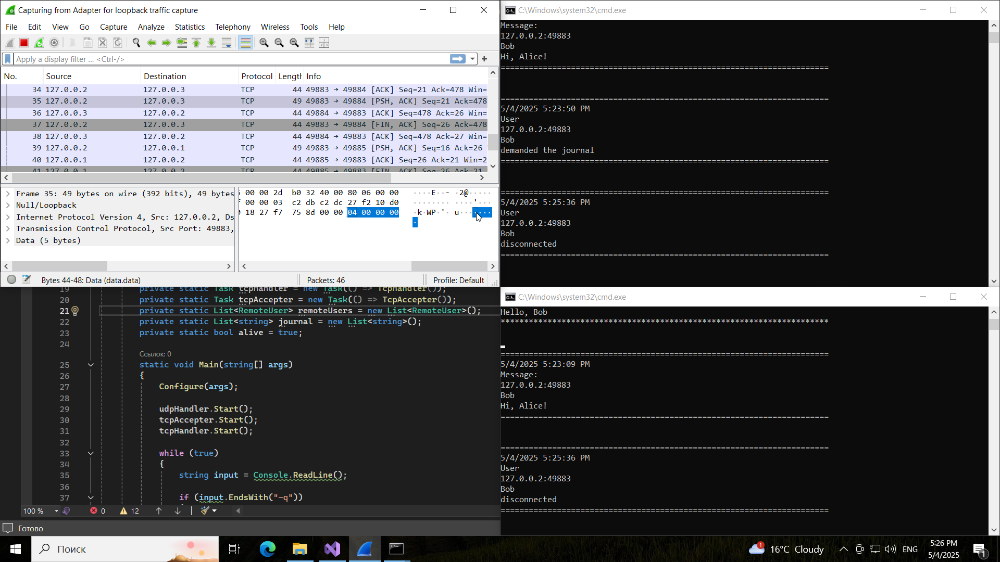 Capturing from Adapter for loopback traffic capture
File Edit View Go Capture Analyze Statistics Telephony Wireless Tools Help
Apply a display filter ... <Ctrl-/>
No. Source Destination Protocol Lengtl Info
34 127.0.0.2 127.0.0.3 TCP 44 49883 → 49884 [ACK] Seq=21 Ack=478 Win=
35 127.0.0.2 127.0.0.3 TCP 49 49883 → 49884 [PSH, ACK] Seq=21 Ack=478
36 127.0.0.3 127.0.0.2 TCP 44 49884 → 49883 [ACK] Seq=478 Ack=26 Win=
37 127.0.0.2 127.0.0.3 TCP 44 49883 → 49884 [FIN, ACK] Seq=26 Ack=478
38 127.0.0.3 127.0.0.2 TCP 44 49884 → 49883 [ACK] Seq=478 Ack=27 Win=
39 127.0.0.2 127.0.0.1 TCP 49 49883 → 49885 [PSH, ACK] Seq=16 Ack=26
40 127.0.0.1 127.0.0.2 TCP 44 49885 → 49883 [ACK] Seq=26 Ack=21 Win=2
41 127.0.0.1 127.0.0.2 TCP 44 49885 → 49883 [FIN, ACK] Seq=26 Ack=21
Frame 35: 49 bytes on wire (392 bits), 49 bytes
Null/Loopback
Internet Protocol Version 4, Src: 127.0.0.2, Ds
Transmission Control Protocol, Src Port: 49883,
Data (5 bytes)
00 00 2d b0 32 40 00 80 06 00 00 ····E··- ·2@·····
00 00 03 c2 db c2 dc 27 f2 10 d0 ········ ····'···
18 27 f7 75 8d 00 00 04 00 00 00 00 ·k·WP·'· u·······
·
Bytes 44-48: Data (data.data) Packets: 46 Profile: Default
19 private static Task tcpHandler = new Task(() => TcpHandler());
20 private static Task tcpAccepter = new Task(() => TcpAccepter());
21 private static List<RemoteUser> remoteUsers = new List<RemoteUser>();
22 private static List<string> journal = new List<string>();
23 private static bool alive = true;
24
Ссылок: 0
25 static void Main(string[] args)
26 {
27 Configure(args);
28
29 udpHandler.Start();
30 tcpAccepter.Start();
31 tcpHandler.Start();
32
33 while (true)
34 {
35 string input = Console.ReadLine();
36
37 if (input.EndsWith("-q"))
100 % 0 12
Готово
C:\Windows\system32\cmd.exe
Message:
127.0.0.2:49883
Bob
Hi, Alice!
======================================================================
======================================================================
5/4/2025 5:23:50 PM
User
127.0.0.2:49883
Bob
demanded the journal
======================================================================
======================================================================
5/4/2025 5:25:36 PM
User
127.0.0.2:49883
Bob
disconnected
======================================================================
C:\Windows\system32\cmd.exe
Hello, Bob
**********************************************************************
======================================================================
5/4/2025 5:23:09 PM
Message:
127.0.0.2:49883
Bob
Hi, Alice!
======================================================================
======================================================================
5/4/2025 5:25:36 PM
User
127.0.0.2:49883
Bob
disconnected
======================================================================
Поиск
1 16°C Cloudy ENG 5:26 PM
5/4/2025 1